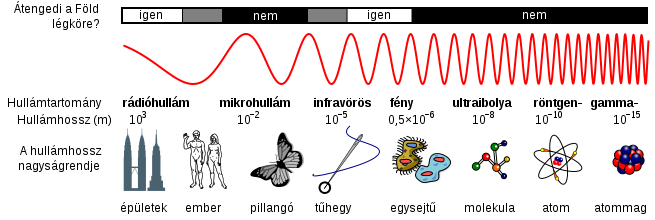 Átengedi a Föld
légköre?
igen nem igen nem
Hullámtartomány rádióhullám mikrohullám infravörös fény ultraibolya röntgen- gamma-
Hullámhossz (m) 10³ 10⁻² 10⁻⁵ 0,5×10⁻⁶ 10⁻⁸ 10⁻¹⁰ 10⁻¹⁵
A hullámhossz
nagyságrendje
épületek ember pillangó tűhegy egysejtű molekula atom atommag